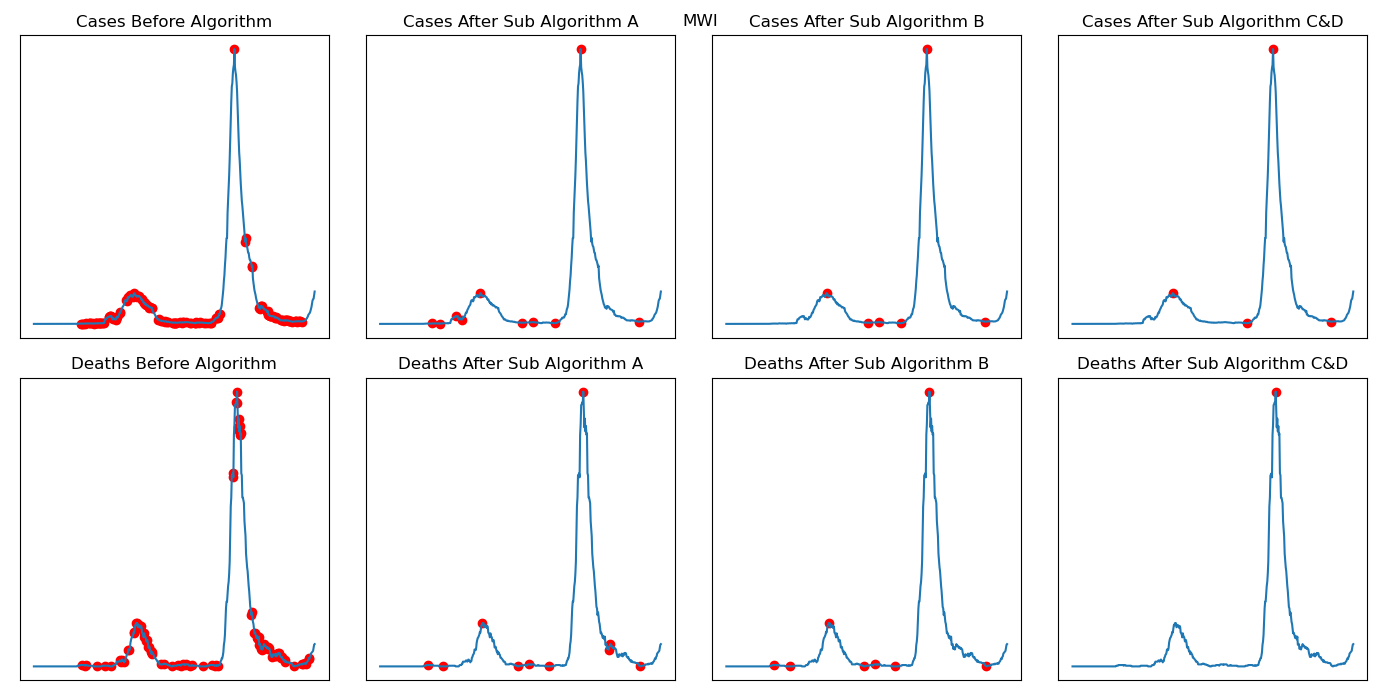 MWI
Cases Before Algorithm
Cases After Sub Algorithm A
Cases After Sub Algorithm B
Cases After Sub Algorithm C&D
Deaths Before Algorithm
Deaths After Sub Algorithm A
Deaths After Sub Algorithm B
Deaths After Sub Algorithm C&D